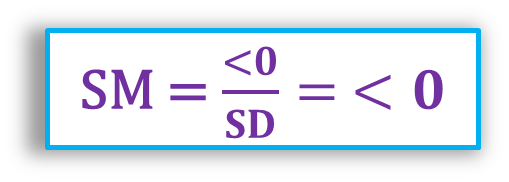 SM = <0/SD = < 0